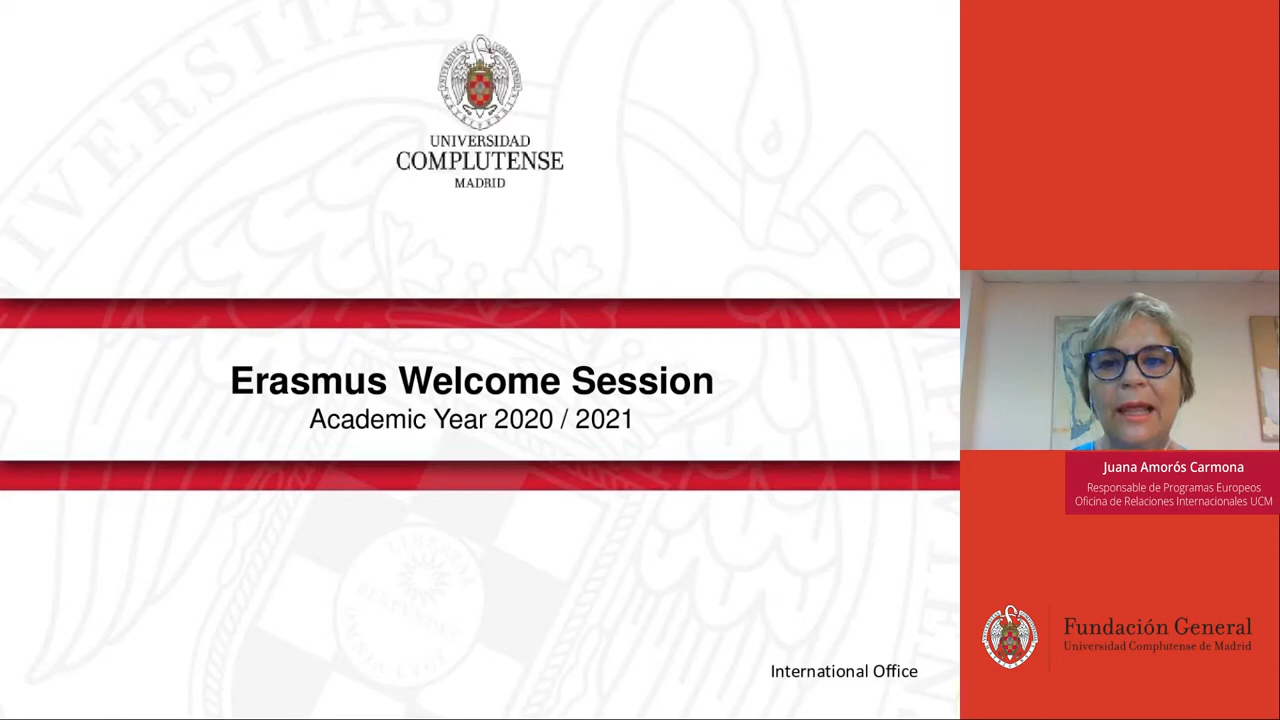 UNIVERSIDAD
COMPLUTENSE
MADRID
Erasmus Welcome Session
Academic Year 2020 / 2021
International Office
Juana Amorós Carmona
Responsable de Programas Europeos
Oficina de Relaciones Internacionales UCM
Fundación General
Universidad Complutense de Madrid